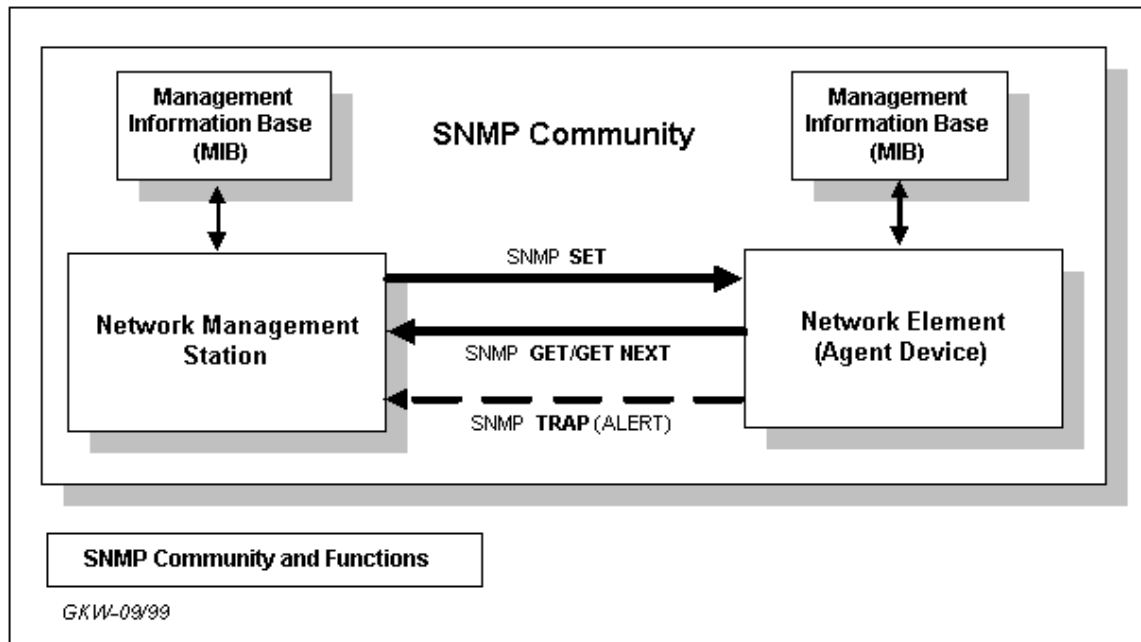 Management
Information Base
(MIB)
SNMP Community
Management
Information Base
(MIB)
SNMP SET
Network Management
Station
Network Element
(Agent Device)
SNMP GET/GET NEXT
SNMP TRAP (ALERT)
SNMP Community and Functions
GKW-09/99